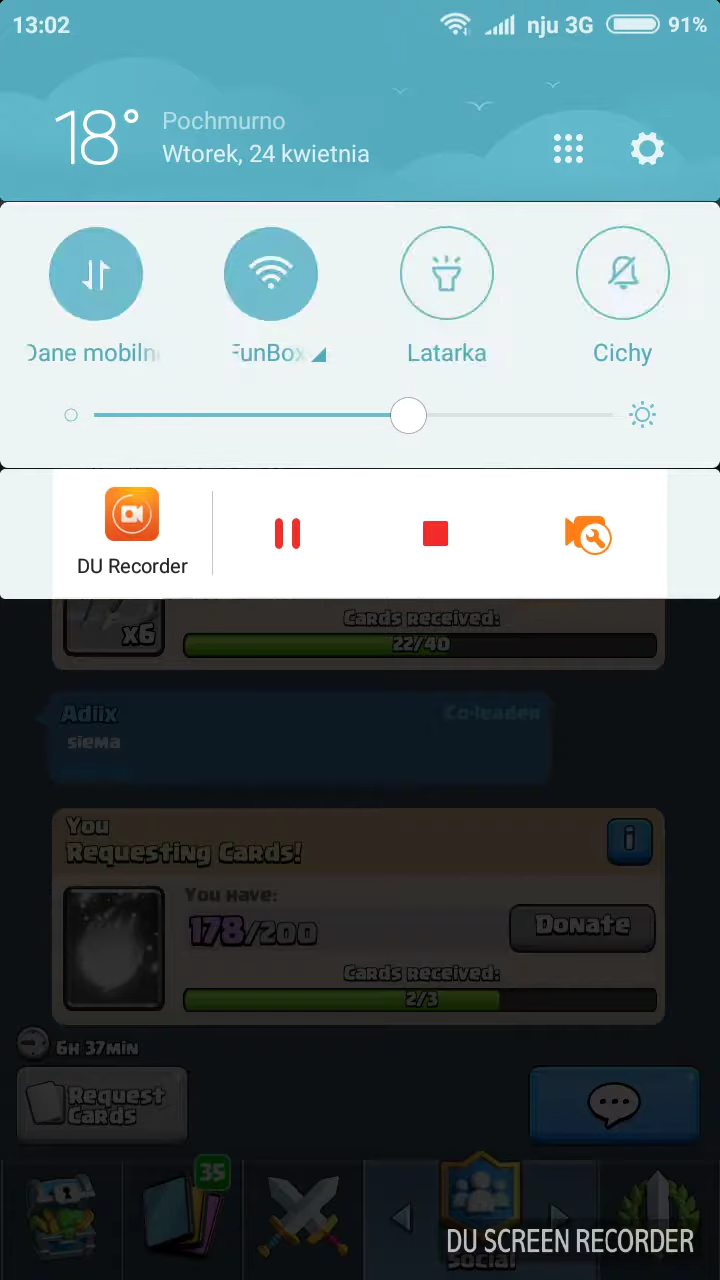 13:02
nju 3G
91%
18°
Pochmurno
Wtorek, 24 kwietnia
Dane mobiln
FunBox
Latarka
Cichy
DU Recorder
x6
Cards received:
22/40
Adiix
Co-leader
siema
You
Requesting Cards!
You have:
178/200
Donate
Cards received:
2/3
6h 37min
Request
Cards
35
Social
DU SCREEN RECORDER